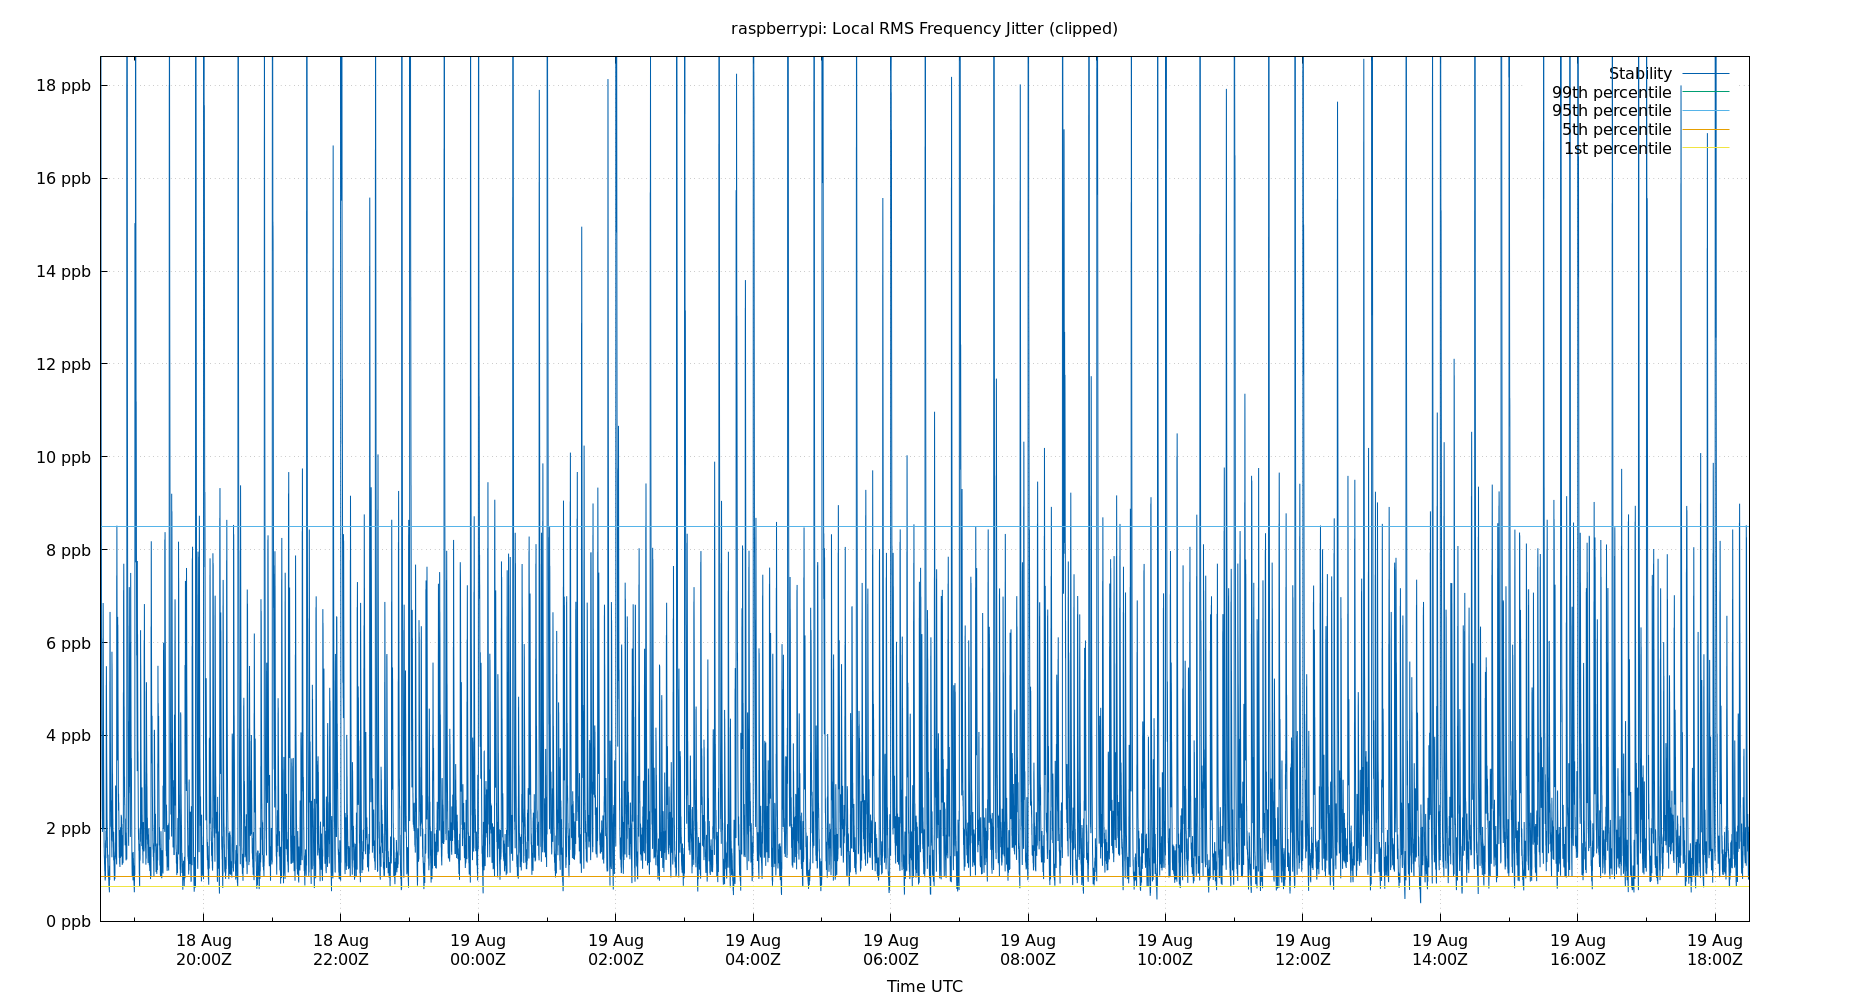 raspberrypi: Local RMS Frequency Jitter (clipped)
Stability
99th percentile
95th percentile
5th percentile
1st percentile
18 ppb
16 ppb
14 ppb
12 ppb
10 ppb
8 ppb
6 ppb
4 ppb
2 ppb
0 ppb
18 Aug 18 Aug 19 Aug 19 Aug 19 Aug 19 Aug 19 Aug 19 Aug 19 Aug 19 Aug 19 Aug 19 Aug
20:00Z 22:00Z 00:00Z 02:00Z 04:00Z 06:00Z 08:00Z 10:00Z 12:00Z 14:00Z 16:00Z 18:00Z
Time UTC